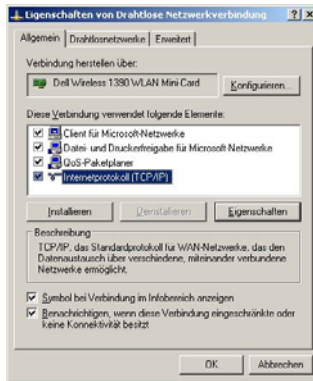 Eigenschaften von Drahtlose Netzwerkverbindung
Allgemein Drahtlosnetzwerke Erweitert
Verbindung herstellen über:
Dell Wireless 1390 WLAN Mini-Card
Konfigurieren...
Diese Verbindung verwendet folgende Elemente:
Client für Microsoft-Netzwerke
Datei- und Druckerfreigabe für Microsoft-Netzwerke
QoS-Paketplaner
Internetprotokoll (TCP/IP)
Installieren Deinstallieren Eigenschaften
Beschreibung
TCP/IP, das Standardprotokoll für WAN-Netzwerke, das den
Datenaustausch über verschiedene, miteinander verbundene
Netzwerke ermöglicht.
Symbol bei Verbindung im Infobereich anzeigen
Benachrichtigen, wenn diese Verbindung eingeschränkte oder
keine Konnektivität besitzt
OK Abbrechen